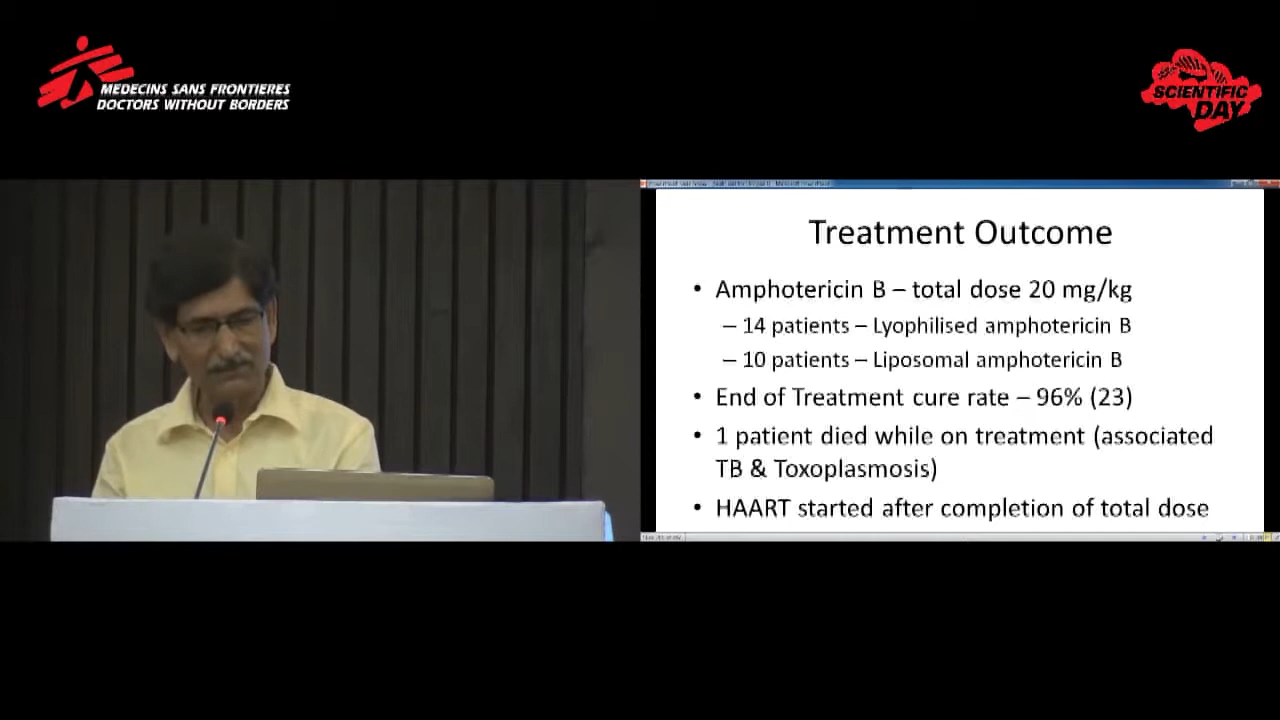 MEDECINS SANS FRONTIERES
DOCTORS WITHOUT BORDERS
SCIENTIFIC
DAY
Treatment Outcome
• Amphotericin B – total dose 20 mg/kg
– 14 patients – Lyophilised amphotericin B
– 10 patients – Liposomal amphotericin B
• End of Treatment cure rate – 96% (23)
• 1 patient died while on treatment (associated
TB & Toxoplasmosis)
• HAART started after completion of total dose